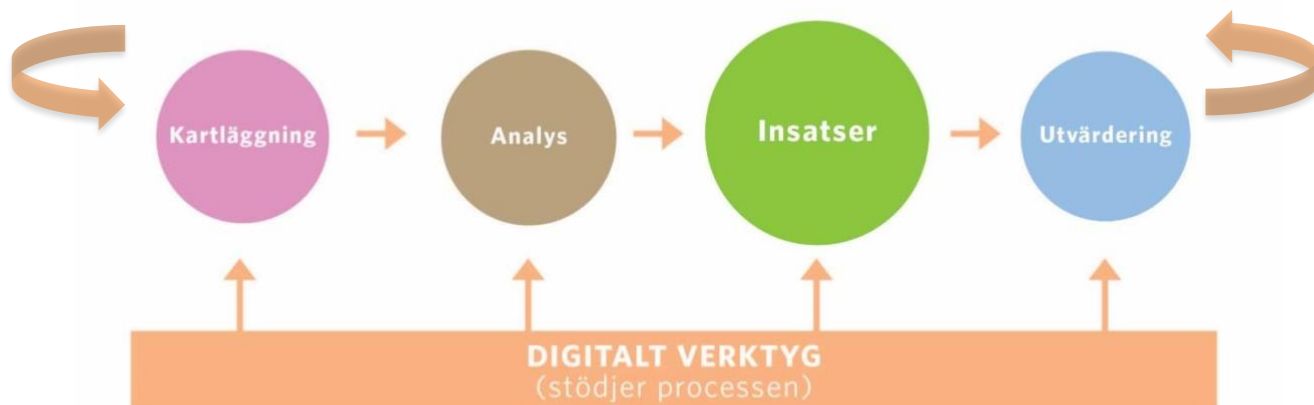 Kartläggning
Analys
Insatser
Utvärdering
DIGITALT VERKTYG
(stödjer processen)